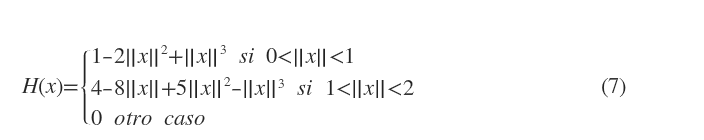 1–2||x||²+||x||³ si 0<||x||<1
H(x)={4–8||x||+5||x||²–||x||³ si 1<||x||<2 (7)
0 otro caso